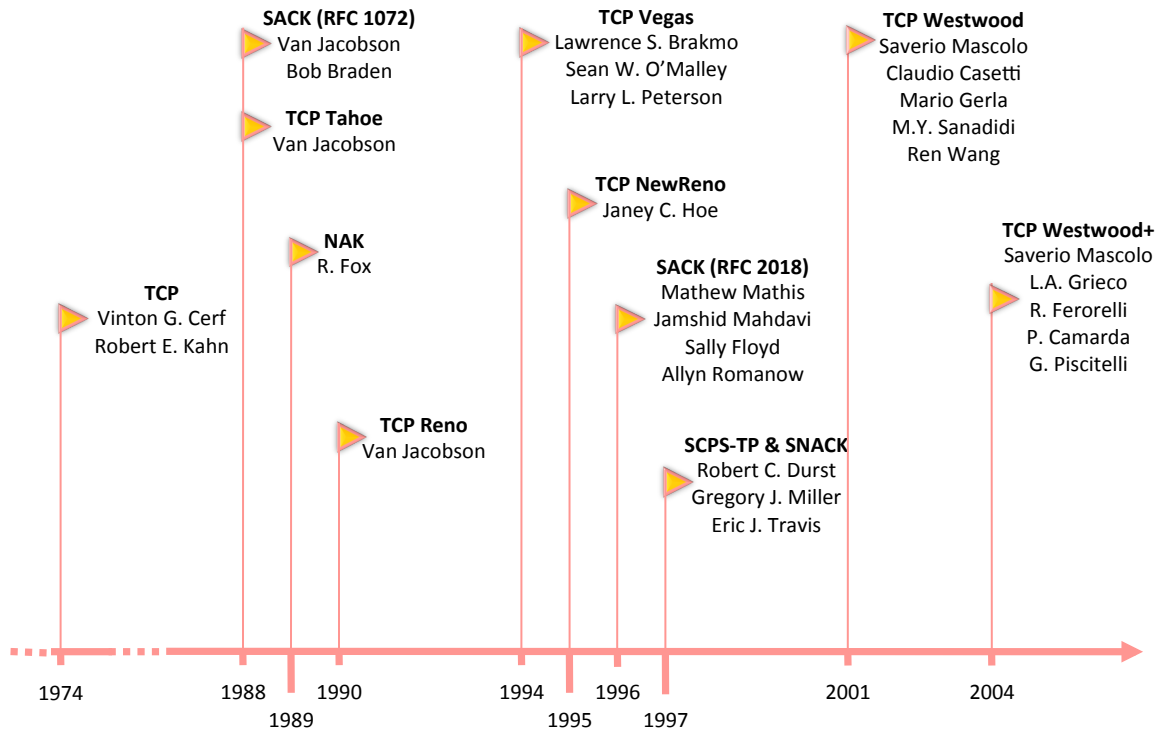 SACK (RFC 1072)
Van Jacobson
Bob Braden
TCP Tahoe
Van Jacobson
NAK
R. Fox
TCP
Vinton G. Cerf
Robert E. Kahn
TCP Reno
Van Jacobson
TCP Vegas
Lawrence S. Brakmo
Sean W. O’Malley
Larry L. Peterson
TCP NewReno
Janey C. Hoe
SACK (RFC 2018)
Mathew Mathis
Jamshid Mahdavi
Sally Floyd
Allyn Romanow
SCPS-TP & SNACK
Robert C. Durst
Gregory J. Miller
Eric J. Travis
TCP Westwood
Saverio Mascolo
Claudio Casetti
Mario Gerla
M.Y. Sanadidi
Ren Wang
TCP Westwood+
Saverio Mascolo
L.A. Grieco
R. Ferorelli
P. Camarda
G. Piscitelli
1974
1988
1989
1990
1994
1995
1996
1997
2001
2004